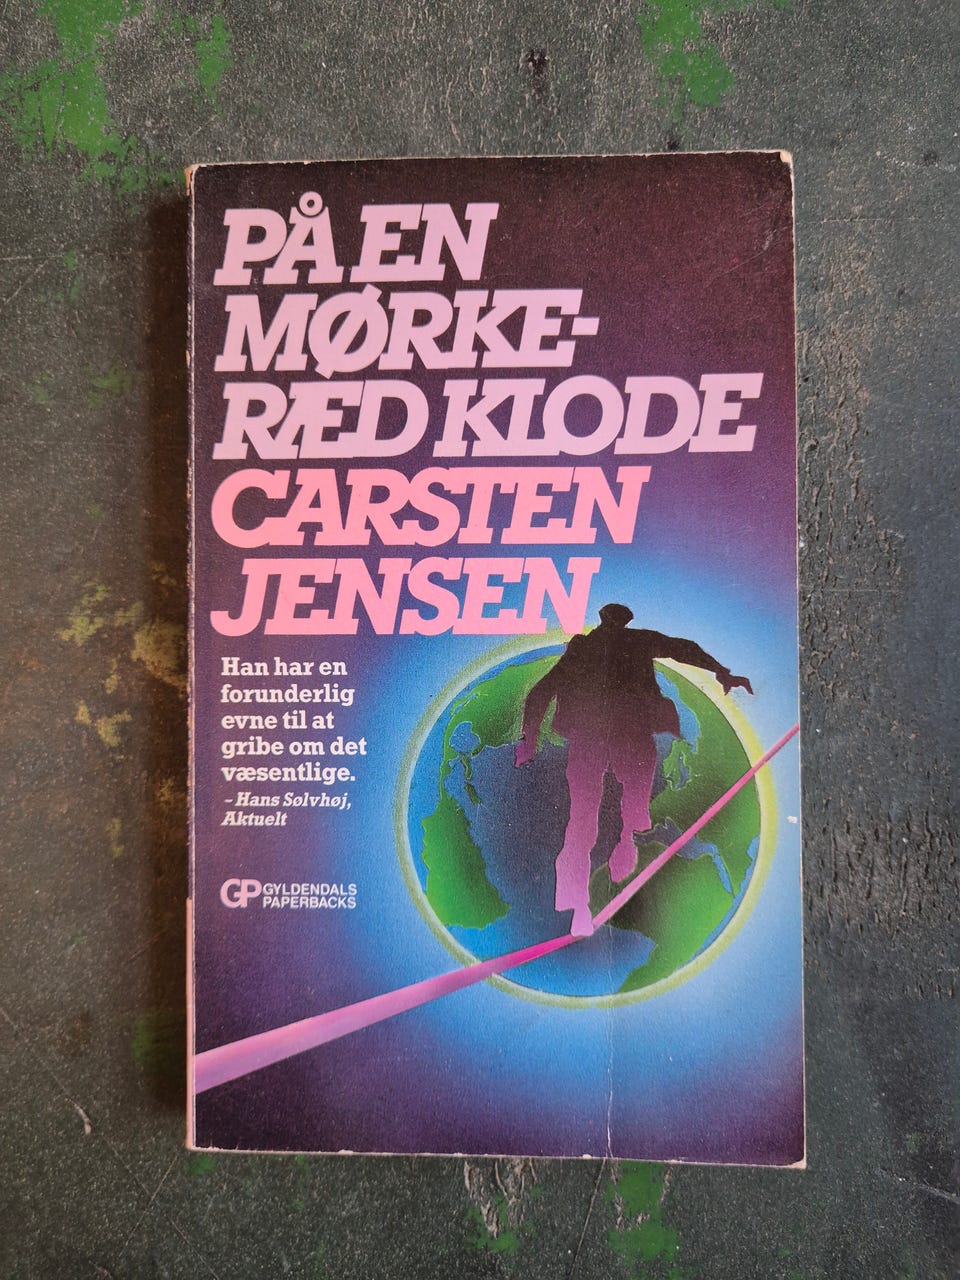 PÅ EN
MØRKE-
RÆD KLODE
CARSTEN
JENSEN
Han har en
forunderlig
evne til at
gribe om det
væsentlige.
– Hans Sølvhøj,
Aktuelt
GP GYLDENDALS
PAPERBACKS